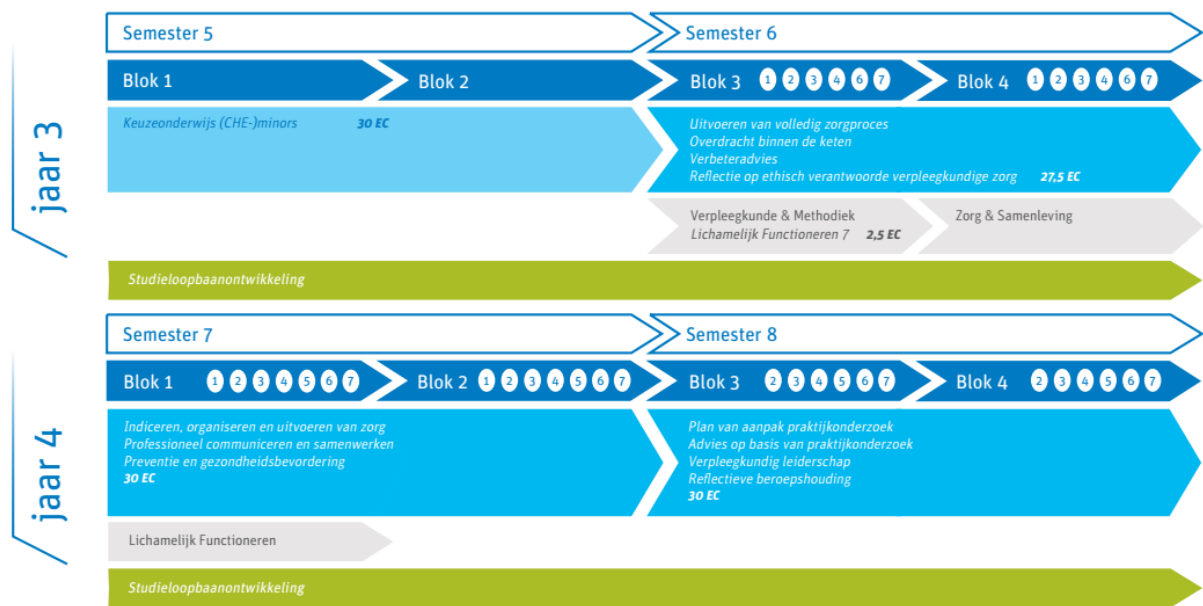 jaar 3
Semester 5
Semester 6
Blok 1
Blok 2
Blok 3 1 2 3 4 6 7
Blok 4 1 2 3 4 6 7
Keuzeonderwijs (CHE-)minors 30 EC
Uitvoeren van volledig zorgproces
Overdracht binnen de keten
Verbeteradvies
Reflectie op ethisch verantwoorde verpleegkundige zorg 27,5 EC
Verpleegkunde & Methodiek
Lichamelijk Functioneren 7 2,5 EC
Zorg & Samenleving
Studieloopbaanontwikkeling
jaar 4
Semester 7
Semester 8
Blok 1 1 2 3 4 5 6 7
Blok 2 1 2 3 4 5 6 7
Blok 3 2 3 4 5 6 7
Blok 4 2 3 4 5 6 7
Indiceren, organiseren en uitvoeren van zorg
Professioneel communiceren en samenwerken
Preventie en gezondheidsbevordering
30 EC
Plan van aanpak praktijkonderzoek
Advies op basis van praktijkonderzoek
Verpleegkundig leiderschap
Reflectieve beroepshouding
30 EC
Lichamelijk Functioneren
Studieloopbaanontwikkeling